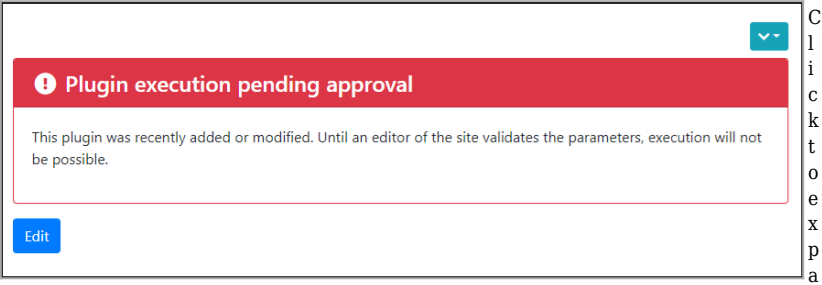 Plugin execution pending approval
This plugin was recently added or modified. Until an editor of the site validates the parameters, execution will not
be possible.
Edit
C
l
i
c
k
t
o
e
x
p
a